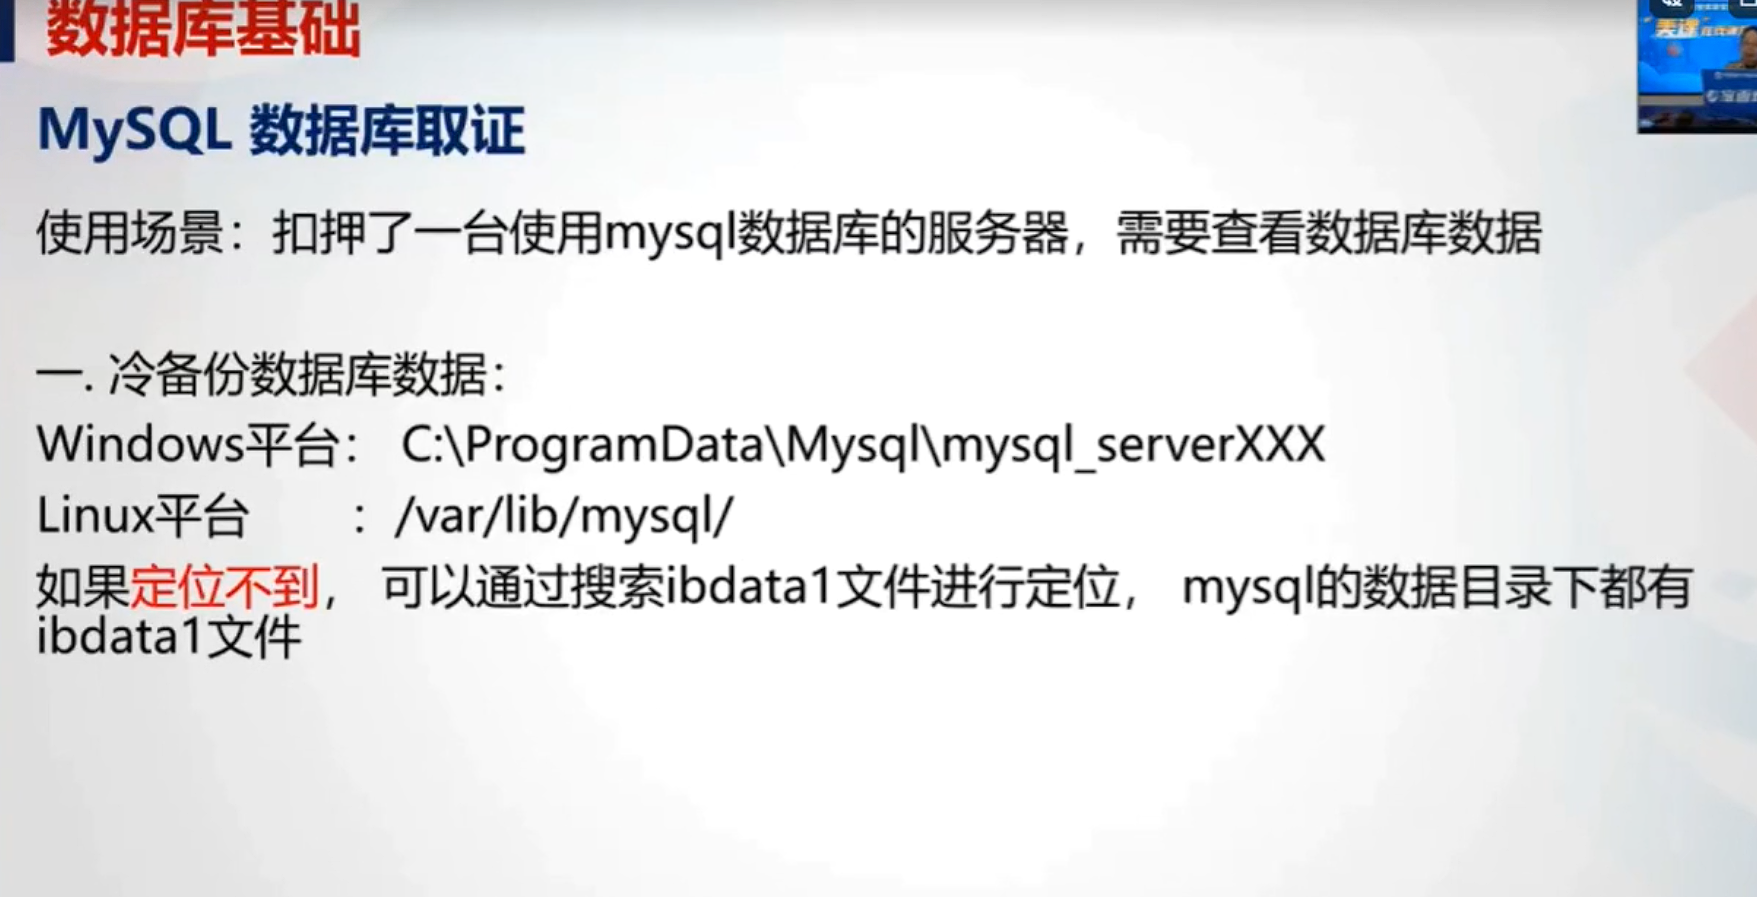 数据库基础
MySQL 数据库取证
使用场景：扣押了一台使用mysql数据库的服务器，需要查看数据库数据
一. 冷备份数据库数据：
Windows平台： C:\ProgramData\Mysql\mysql_serverXXX
Linux平台 ：/var/lib/mysql/
如果定位不到， 可以通过搜索ibdata1文件进行定位， mysql的数据目录下都有
ibdata1文件